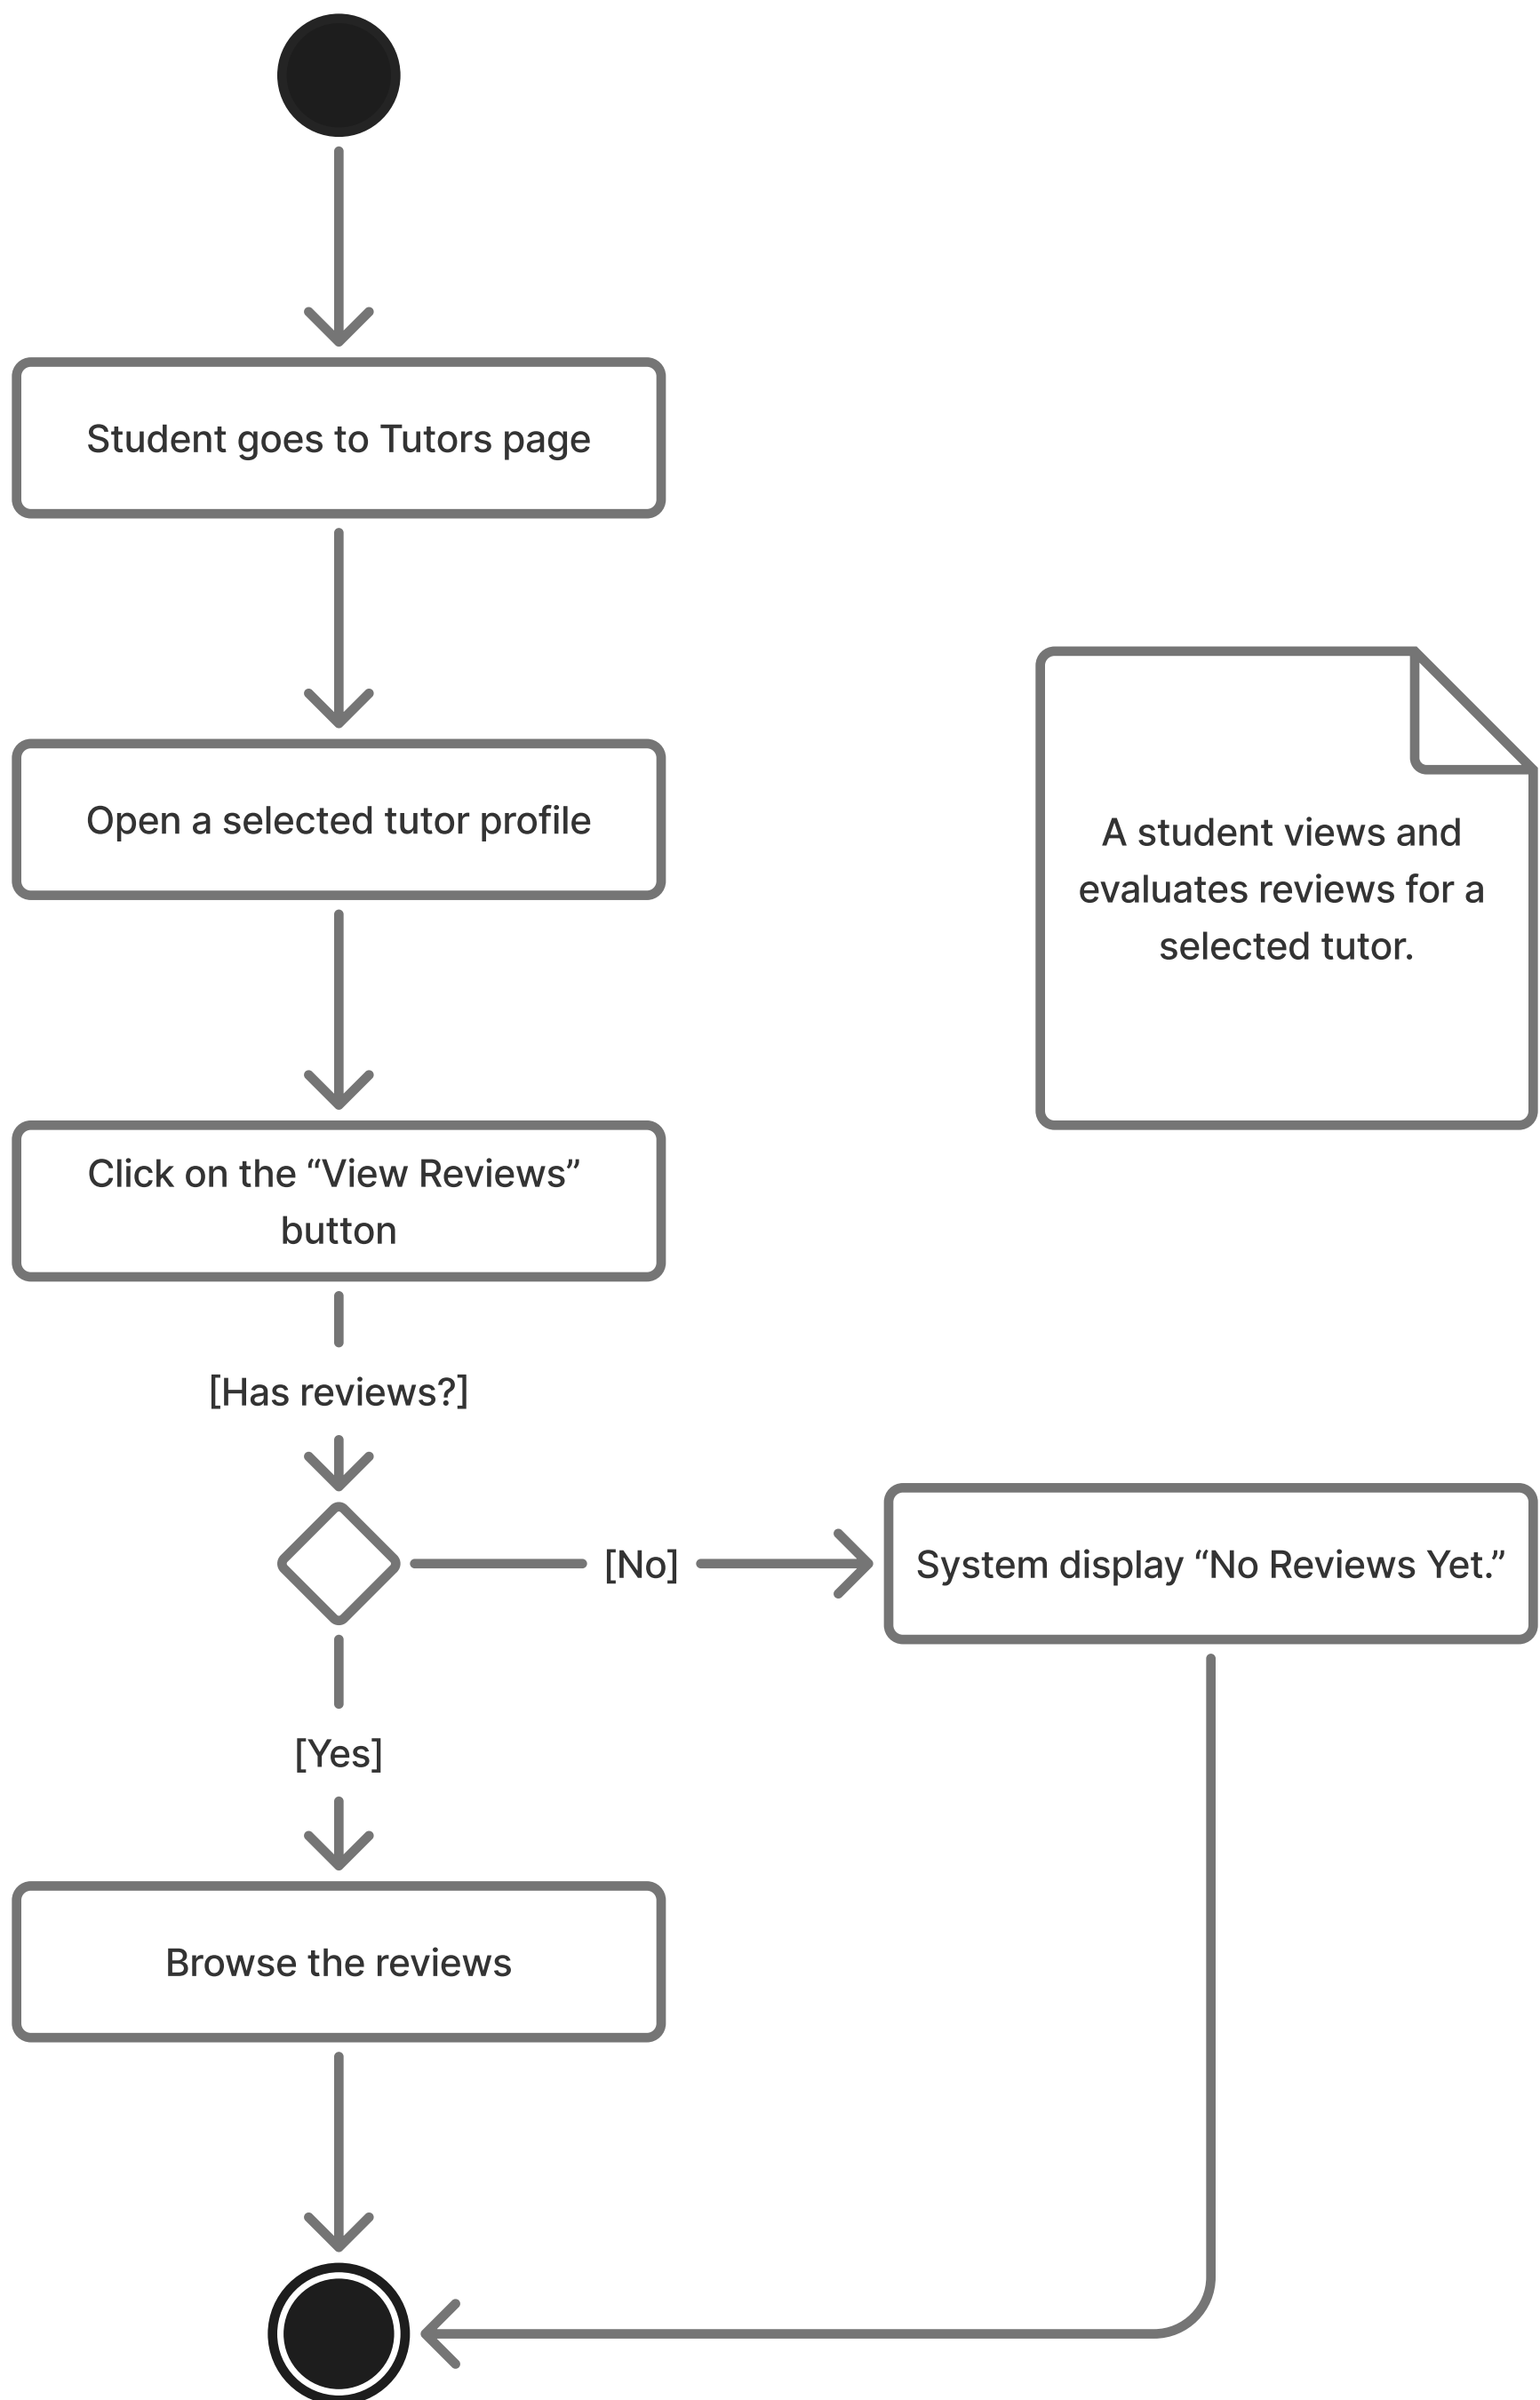 Student goes to Tutors page
Open a selected tutor profile
A student views and
evaluates reviews for a
selected tutor.
Click on the “View Reviews”
button
[Has reviews?]
[No]
System display “No Reviews Yet.”
[Yes]
Browse the reviews